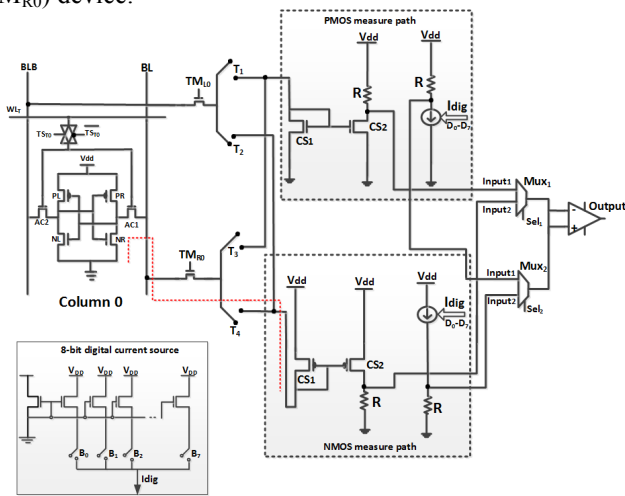 M_R0) device.
PMOS measure path
Vdd
Vdd
BLB
BL
T1
R
R
TM_L0
Idig
D0-D7
WL_T
TS_T0
TS_T0
CS1
CS2
T2
Vdd
PL
PR
Input1
Mux1
Input2
Output
AC2
AC1
Sel1
-
+
NL
NR
T3
TM_R0
Mux2
Input1
Vdd
Vdd
Vdd
Input2
Column 0
Idig
D0-D7
Sel2
T4
CS1
CS2
8-bit digital current source
VDD
VDD
VDD
VDD
R
R
B0
B1
B2
B7
NMOS measure path
Idig